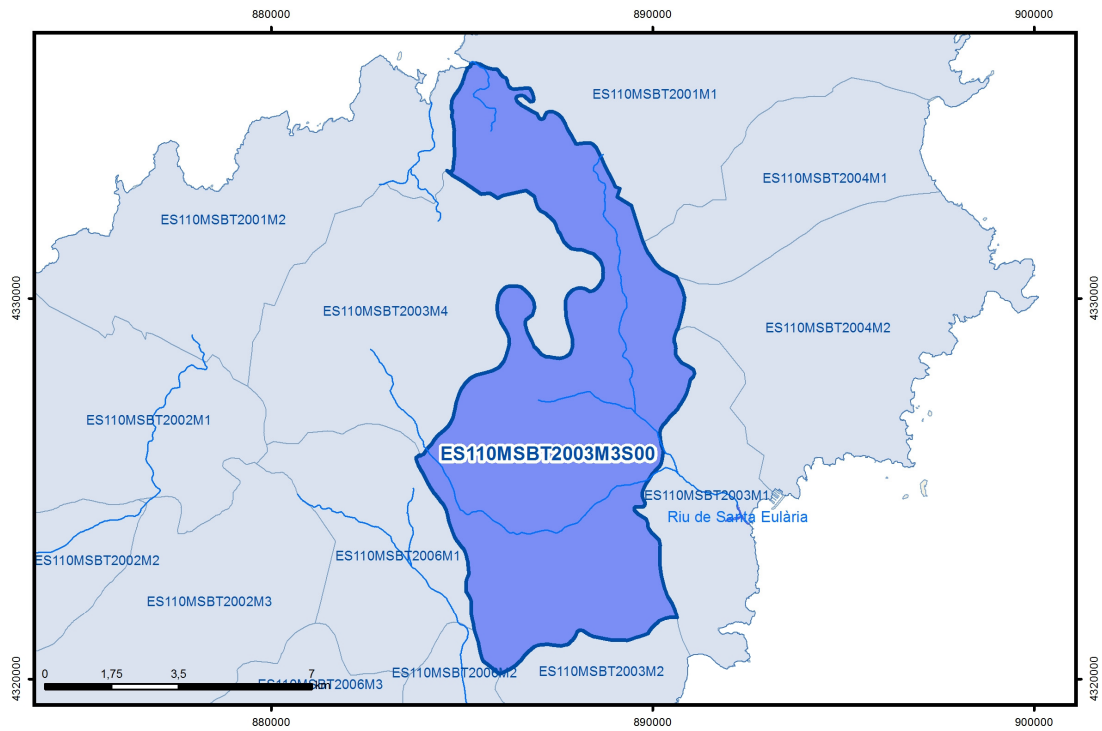 880000 890000 900000
ES110MSBT2001M1
ES110MSBT2004M1
ES110MSBT2001M2
4330000 4330000
ES110MSBT2003M4
ES110MSBT2004M2
ES110MSBT2002M1
ES110MSBT2003M3S00
ES110MSBT2003M1
Riu de Santa Eulària
ES110MSBT2006M1
ES110MSBT2002M2
ES110MSBT2002M3
ES110MSBT2006M2
ES110MSBT2003M2
0 1,75 3,5 7
ES110MSBT2006M3
4320000 4320000
880000 890000 900000